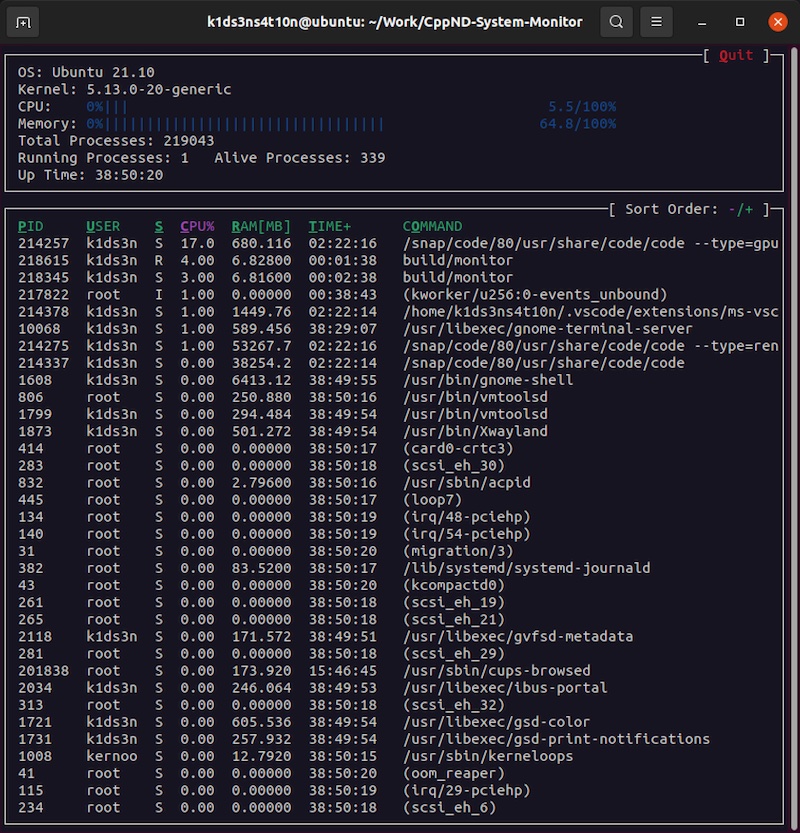 k1ds3ns4t10n@ubuntu: ~/Work/CppND-System-Monitor
[ Quit ]
OS: Ubuntu 21.10
Kernel: 5.13.0-20-generic
CPU: 0%||| 5.5/100%
Memory: 0%||||||||||||||||||||||||||||||||| 64.8/100%
Total Processes: 219043
Running Processes: 1 Alive Processes: 339
Up Time: 38:50:20
[ Sort Order: -/+ ]
PID USER S CPU% RAM[MB] TIME+ COMMAND
214257 k1ds3n S 17.0 680.116 02:22:16 /snap/code/80/usr/share/code/code --type=gpu
218615 k1ds3n R 4.00 6.82800 00:01:38 build/monitor
218345 k1ds3n S 3.00 6.81600 00:02:38 build/monitor
217822 root I 1.00 0.00000 00:38:43 (kworker/u256:0-events_unbound)
214378 k1ds3n S 1.00 1449.76 02:22:14 /home/k1ds3ns4t10n/.vscode/extensions/ms-vsc
10068 k1ds3n S 1.00 589.456 38:29:07 /usr/libexec/gnome-terminal-server
214275 k1ds3n S 1.00 53267.7 02:22:16 /snap/code/80/usr/share/code/code --type=ren
214337 k1ds3n S 0.00 38254.2 02:22:14 /snap/code/80/usr/share/code/code
1608 k1ds3n S 0.00 6413.12 38:49:55 /usr/bin/gnome-shell
806 root S 0.00 250.880 38:50:16 /usr/bin/vmtoolsd
1799 k1ds3n S 0.00 294.484 38:49:54 /usr/bin/vmtoolsd
1873 k1ds3n S 0.00 501.272 38:49:54 /usr/bin/Xwayland
414 root S 0.00 0.00000 38:50:17 (card0-crtc3)
283 root S 0.00 0.00000 38:50:18 (scsi_eh_30)
832 root S 0.00 2.79600 38:50:16 /usr/sbin/acpid
445 root S 0.00 0.00000 38:50:17 (loop7)
134 root S 0.00 0.00000 38:50:19 (irq/48-pciehp)
140 root S 0.00 0.00000 38:50:19 (irq/54-pciehp)
31 root S 0.00 0.00000 38:50:20 (migration/3)
382 root S 0.00 83.5200 38:50:17 /lib/systemd/systemd-journald
43 root S 0.00 0.00000 38:50:20 (kcompactd0)
261 root S 0.00 0.00000 38:50:18 (scsi_eh_19)
265 root S 0.00 0.00000 38:50:18 (scsi_eh_21)
2118 k1ds3n S 0.00 171.572 38:49:51 /usr/libexec/gvfsd-metadata
281 root S 0.00 0.00000 38:50:18 (scsi_eh_29)
201838 root S 0.00 173.920 15:46:45 /usr/sbin/cups-browsed
2034 k1ds3n S 0.00 246.064 38:49:53 /usr/libexec/ibus-portal
313 root S 0.00 0.00000 38:50:18 (scsi_eh_32)
1721 k1ds3n S 0.00 605.536 38:49:54 /usr/libexec/gsd-color
1731 k1ds3n S 0.00 257.932 38:49:54 /usr/libexec/gsd-print-notifications
1008 kernoo S 0.00 12.7920 38:50:15 /usr/sbin/kerneloops
41 root S 0.00 0.00000 38:50:20 (oom_reaper)
115 root S 0.00 0.00000 38:50:19 (irq/29-pciehp)
234 root S 0.00 0.00000 38:50:18 (scsi_eh_6)